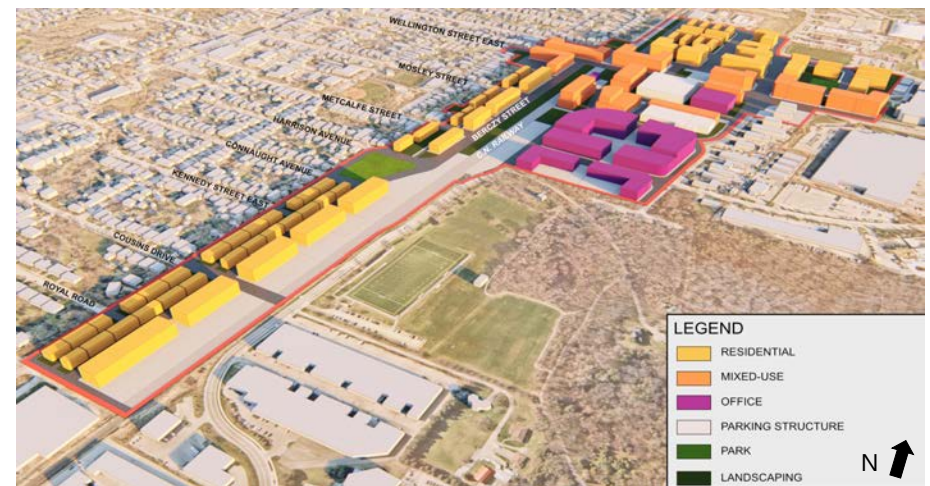 WELLINGTON STREET EAST
MOSLEY STREET
METCALFE STREET
HARRISON AVENUE
CONNAUGHT AVENUE
KENNEDY STREET EAST
COUSINS DRIVE
ROYAL ROAD
BERCZY STREET
C.N. RAILWAY
LEGEND
RESIDENTIAL
MIXED-USE
OFFICE
PARKING STRUCTURE
PARK
LANDSCAPING
N